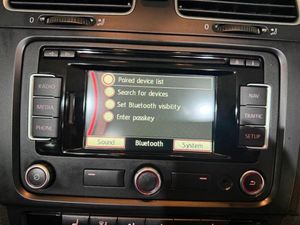 RADIO
MEDIA
PHONE
Paired device list
Search for devices
Set Bluetooth visibility
Enter passkey
Sound
Bluetooth
System
NAV
TRAFFIC
SETUP